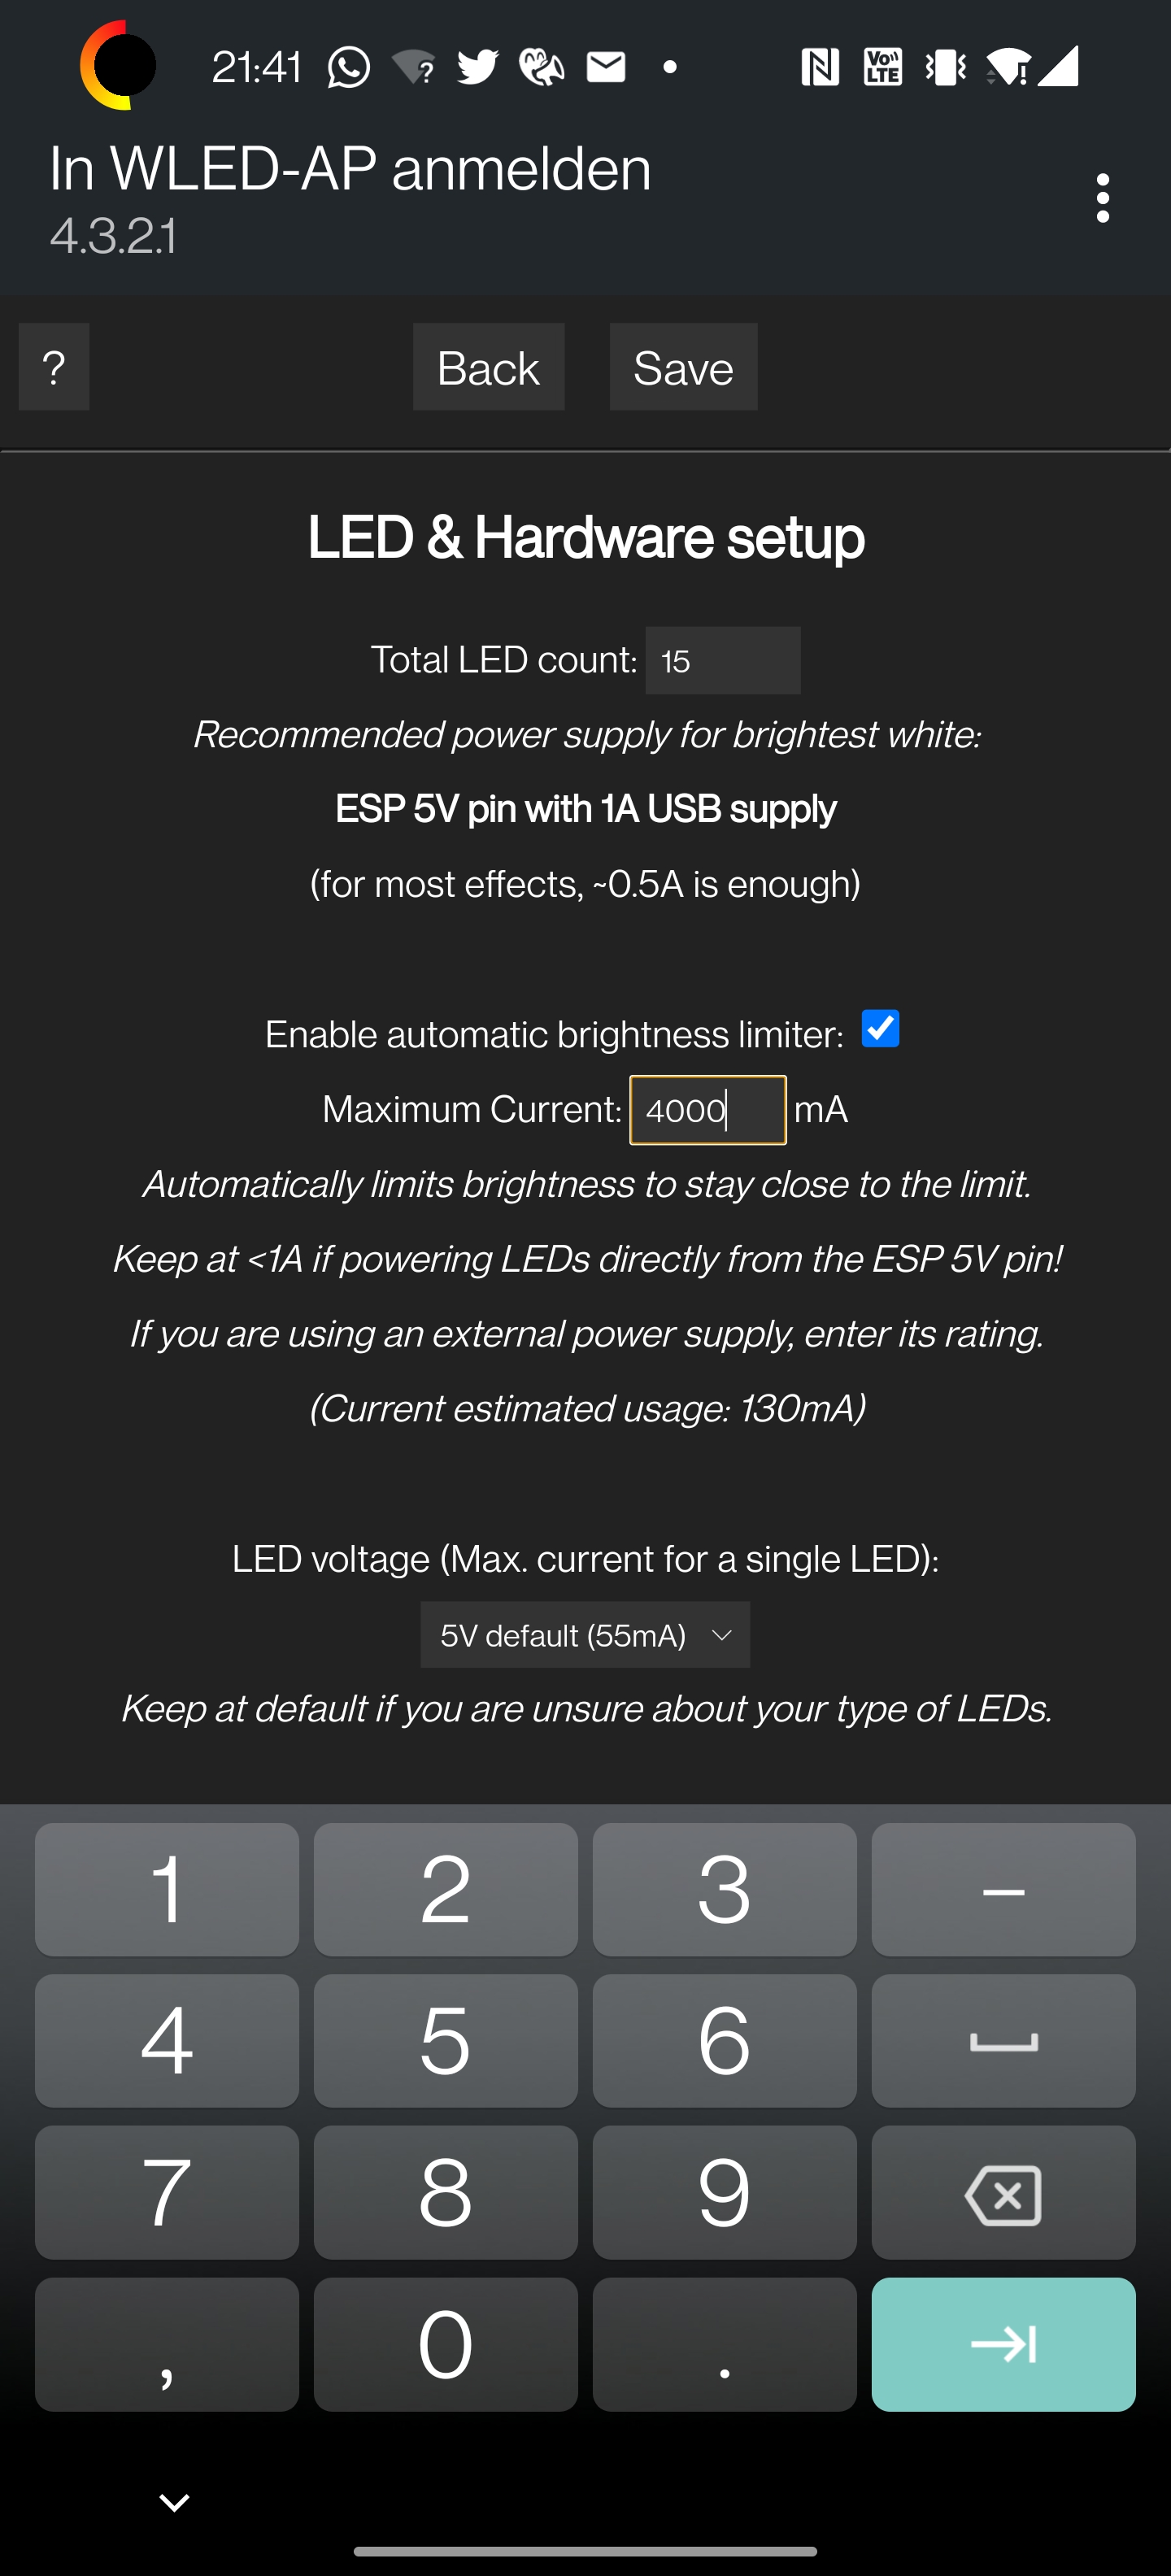 21:41
Vo))
LTE
In WLED-AP anmelden
4.3.2.1
?
Back
Save
LED & Hardware setup
Total LED count: 15
Recommended power supply for brightest white:
ESP 5V pin with 1A USB supply
(for most effects, ~0.5A is enough)
Enable automatic brightness limiter:
Maximum Current: 4000 mA
Automatically limits brightness to stay close to the limit.
Keep at <1A if powering LEDs directly from the ESP 5V pin!
If you are using an external power supply, enter its rating.
(Current estimated usage: 130mA)
LED voltage (Max. current for a single LED):
5V default (55mA)
Keep at default if you are unsure about your type of LEDs.
1 2 3 –
4 5 6
7 8 9
, 0 .